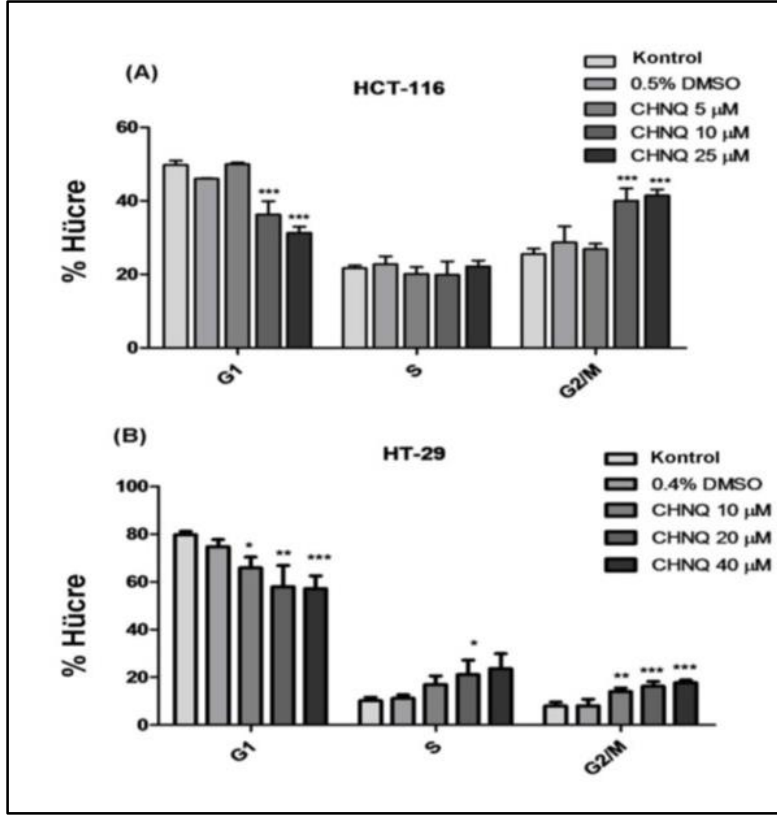 (A)
HCT-116
Kontrol
0.5% DMSO
CHNQ 5 µM
CHNQ 10 µM
CHNQ 25 µM
% Hücre
60
40
20
0
***
***
***
***
G1
S
G2/M
(B)
HT-29
Kontrol
0.4% DMSO
CHNQ 10 µM
CHNQ 20 µM
CHNQ 40 µM
% Hücre
100
80
60
40
20
0
*
**
***
*
**
***
***
G1
S
G2/M